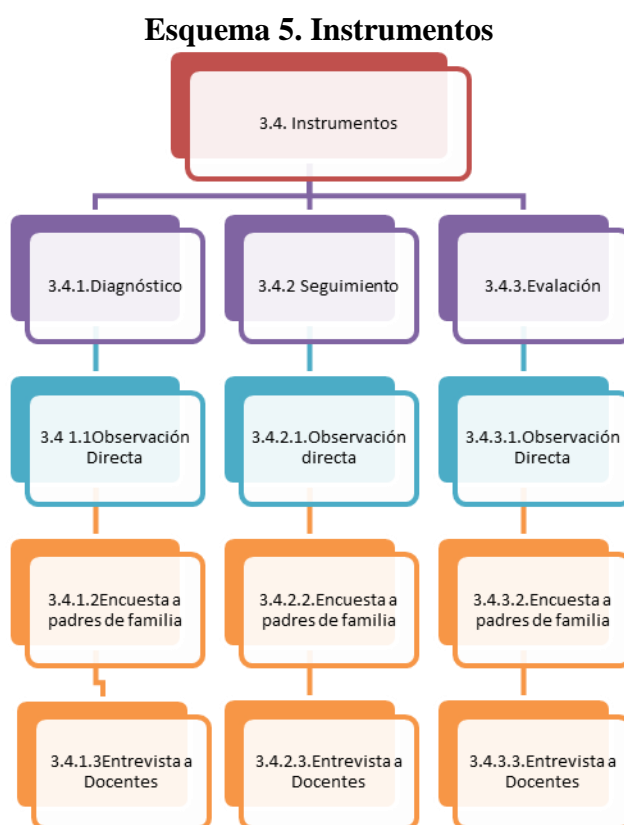 Esquema 5. Instrumentos
3.4. Instrumentos
3.4.1.Diagnóstico
3.4.2 Seguimiento
3.4.3.Evalación
3.4 1.1Observación
Directa
3.4.2.1.Observación
directa
3.4.3.1.Observación
Directa
3.4.1.2Encuesta a
padres de familia
3.4.2.2.Encuesta a
padres de familia
3.4.3.2.Encuesta a
padres de familia
3.4.1.3Entrevista a
Docentes
3.4.2.3.Entrevista a
Docentes
3.4.3.3.Entrevista a
Docentes